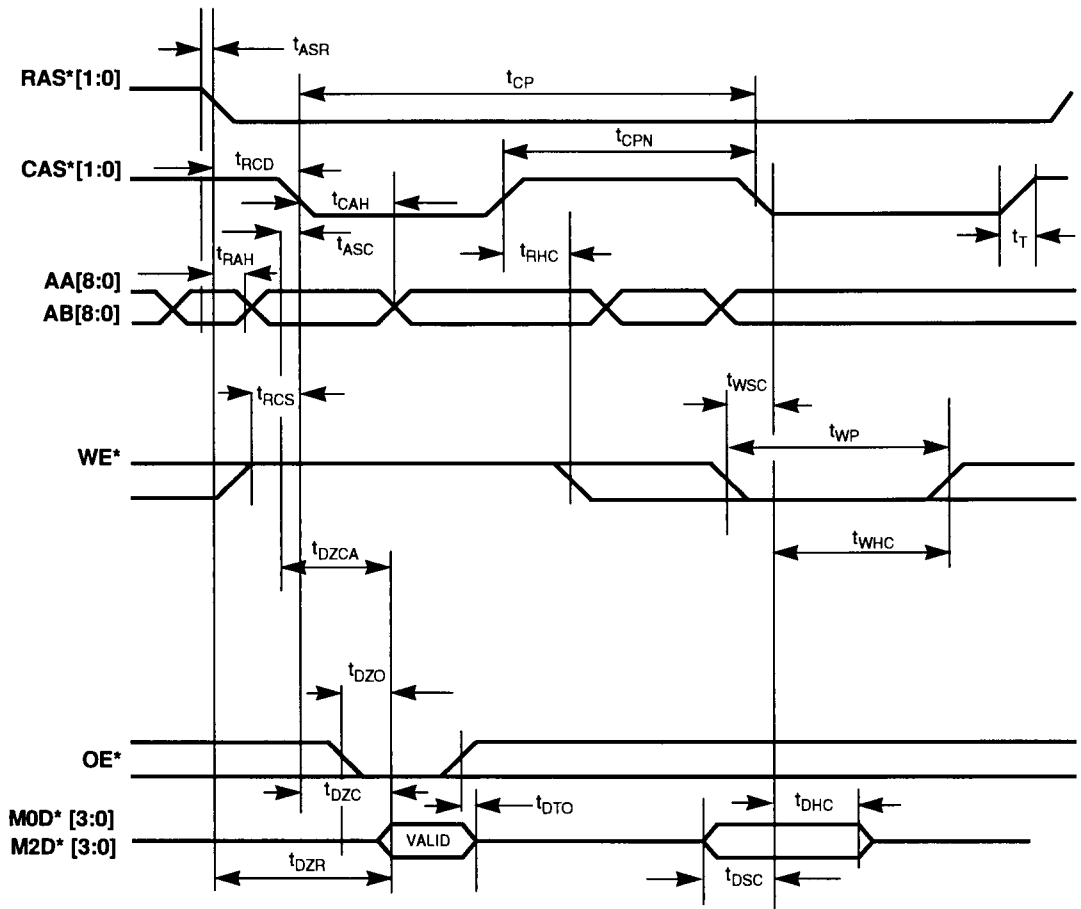 tASR
RAS*[1:0]
tCP
tCPN
CAS*[1:0]
tRCD
tCAH
tASC
tRHC
tT
tRAH
AA[8:0]
AB[8:0]
tWSC
tRCS
tWP
WE*
tWHC
tDZCA
tDZO
OE*
tDZC
tDTO
tDHC
M0D* [3:0]
M2D* [3:0]
VALID
tDZR
tDSC